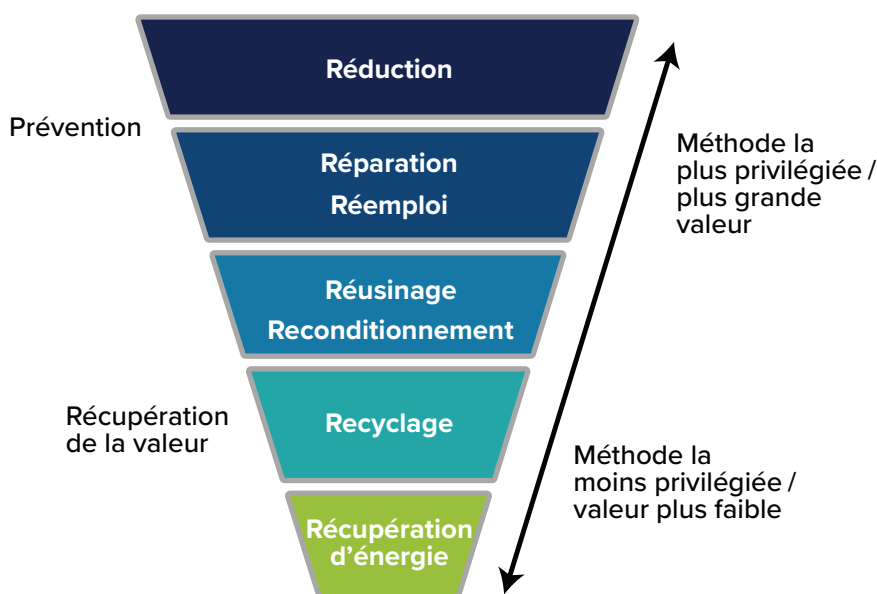 Réduction
Prévention
Réparation
Réemploi
Méthode la
plus privilégiée /
plus grande
valeur
Réusinage
Reconditionnement
Récupération
de la valeur
Recyclage
Méthode la
moins privilégiée /
valeur plus faible
Récupération
d’énergie